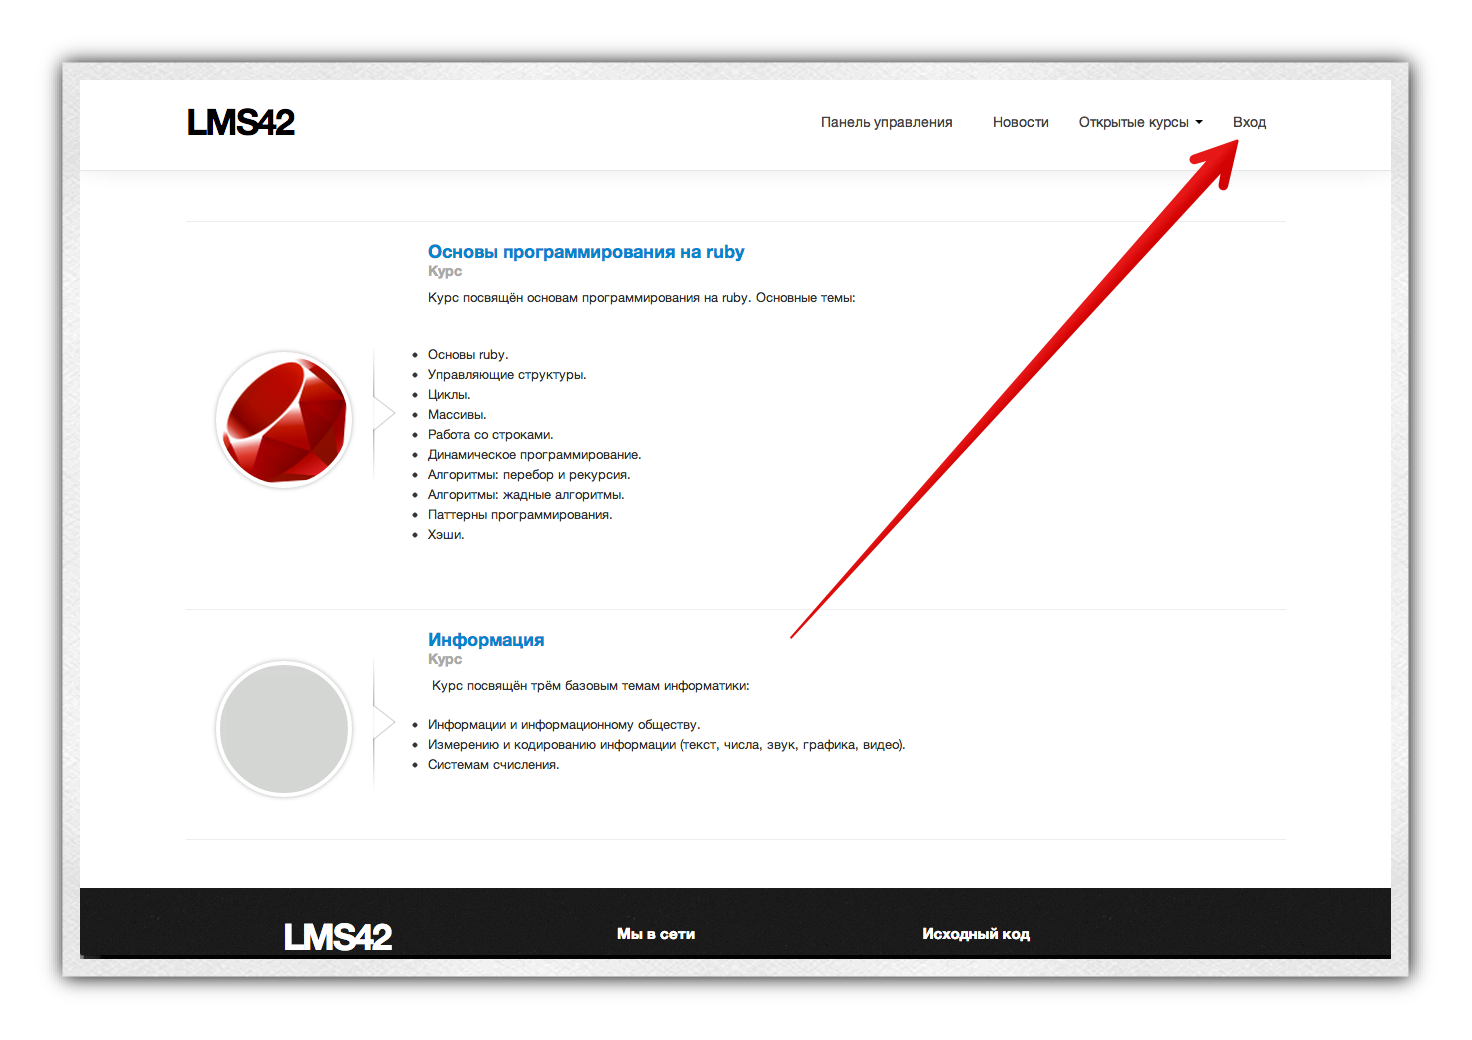 LMS42
Панель управления
Новости
Открытые курсы
Вход
Основы программирования на ruby
Курс
Курс посвящён основам программирования на ruby. Основные темы:
Основы ruby.
Управляющие структуры.
Циклы.
Массивы.
Работа со строками.
Динамическое программирование.
Алгоритмы: перебор и рекурсия.
Алгоритмы: жадные алгоритмы.
Паттерны программирования.
Хэши.
Информация
Курс
Курс посвящён трём базовым темам информатики:
Информации и информационному обществу.
Измерению и кодированию информации (текст, числа, звук, графика, видео).
Системам счисления.
LMS42
Мы в сети
Исходный код